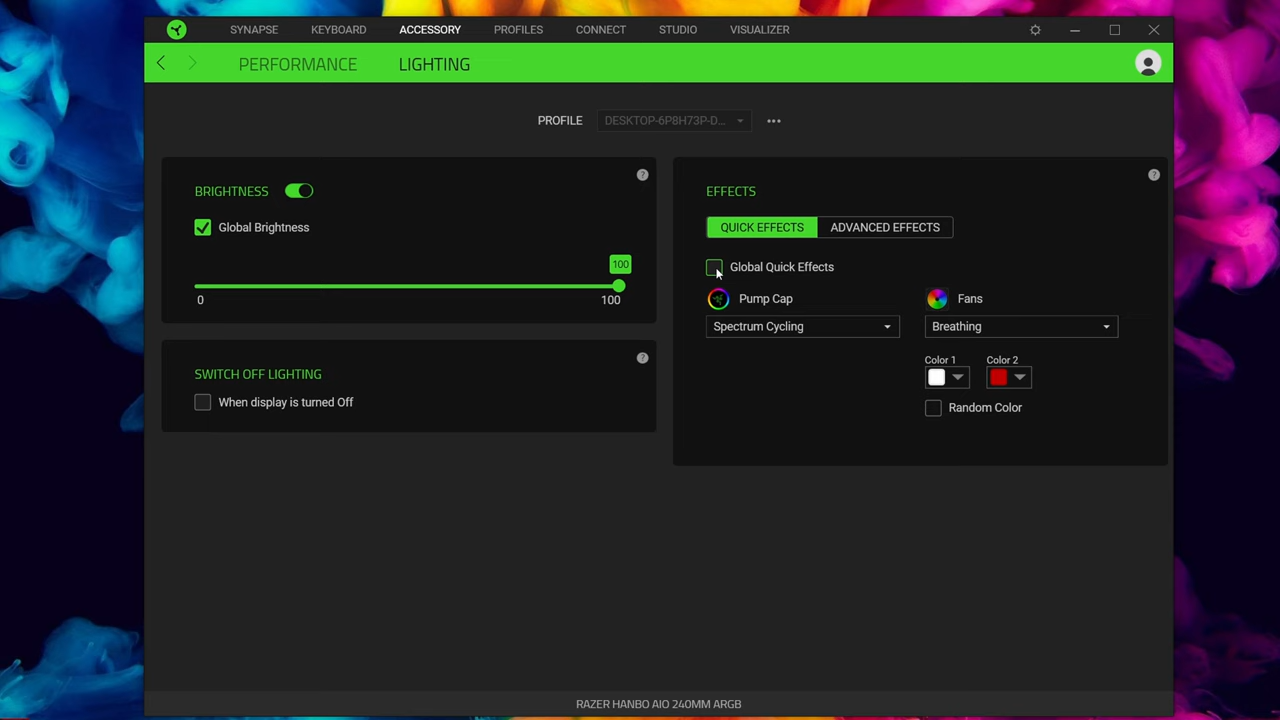 SYNAPSE KEYBOARD ACCESSORY PROFILES CONNECT STUDIO VISUALIZER
PERFORMANCE LIGHTING
PROFILE DESKTOP-6P8H73P-D... •••
BRIGHTNESS
?
Global Brightness
100
0 100
SWITCH OFF LIGHTING
?
When display is turned Off
EFFECTS
?
QUICK EFFECTS ADVANCED EFFECTS
Global Quick Effects
Pump Cap Fans
Spectrum Cycling Breathing
Color 1 Color 2
Random Color
RAZER HANBO AIO 240MM ARGB